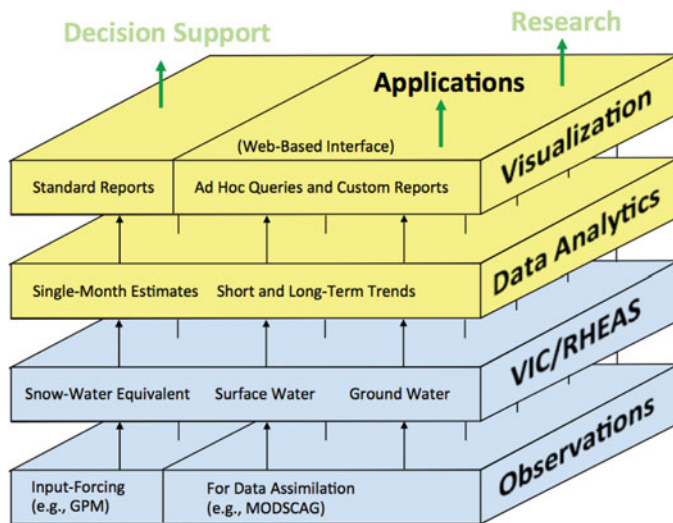 Decision Support
Research
Applications
(Web-Based Interface)
Standard Reports
Ad Hoc Queries and Custom Reports
Visualization
Single-Month Estimates
Short and Long-Term Trends
Data Analytics
Snow-Water Equivalent
Surface Water
Ground Water
VIC/RHEAS
Input-Forcing
(e.g., GPM)
For Data Assimilation
(e.g., MODSCAG)
Observations